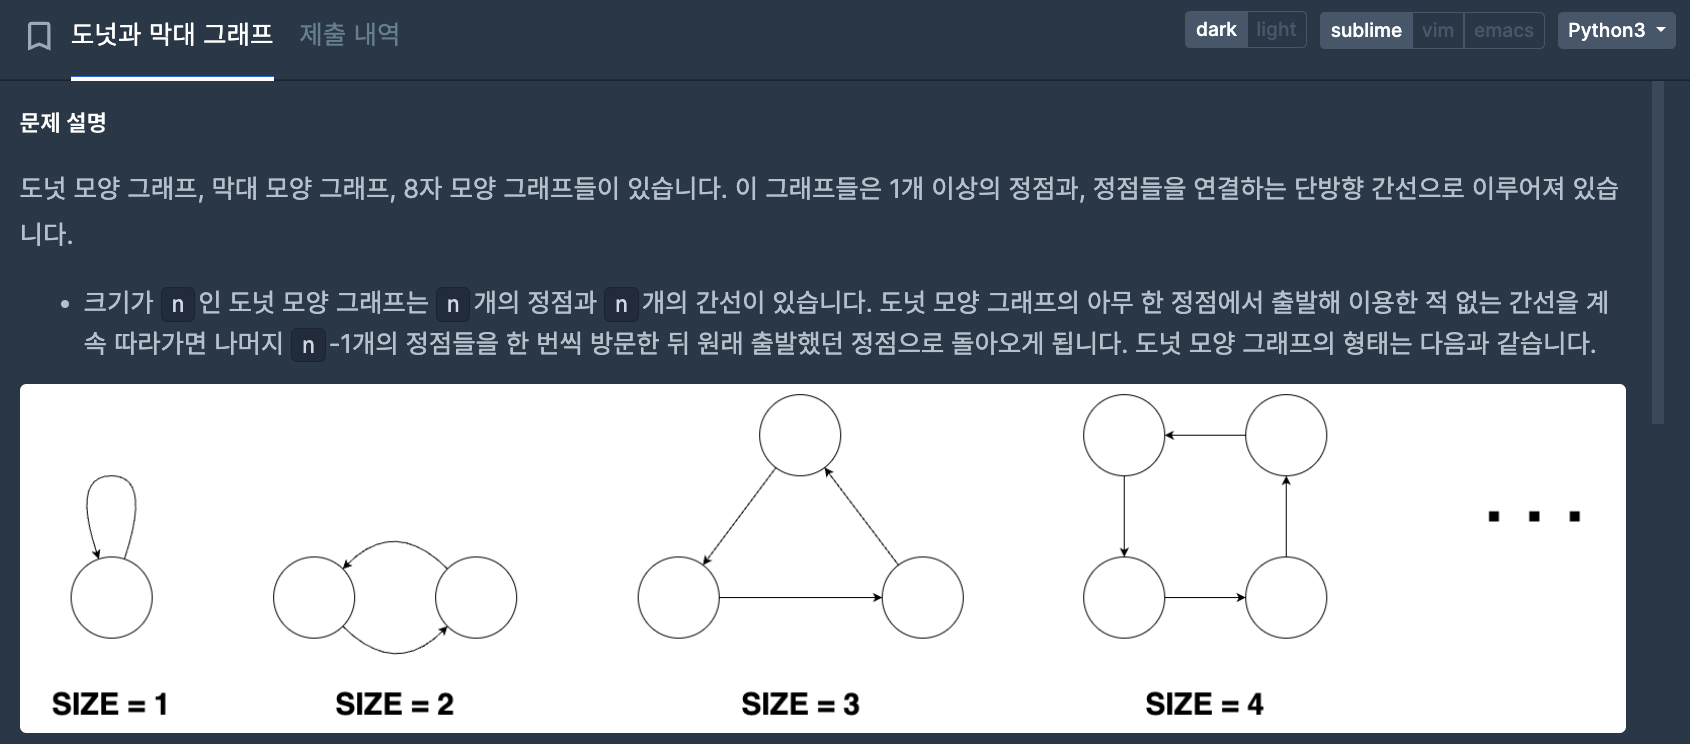 도넛과 막대 그래프 제출 내역 dark light sublime vim emacs Python3
문제 설명
도넛 모양 그래프, 막대 모양 그래프, 8자 모양 그래프들이 있습니다. 이 그래프들은 1개 이상의 정점과, 정점들을 연결하는 단방향 간선으로 이루어져 있습
니다.
• 크기가 n 인 도넛 모양 그래프는 n 개의 정점과 n 개의 간선이 있습니다. 도넛 모양 그래프의 아무 한 정점에서 출발해 이용한 적 없는 간선을 계
속 따라가면 나머지 n -1개의 정점들을 한 번씩 방문한 뒤 원래 출발했던 정점으로 돌아오게 됩니다. 도넛 모양 그래프의 형태는 다음과 같습니다.
SIZE = 1 SIZE = 2 SIZE = 3 SIZE = 4